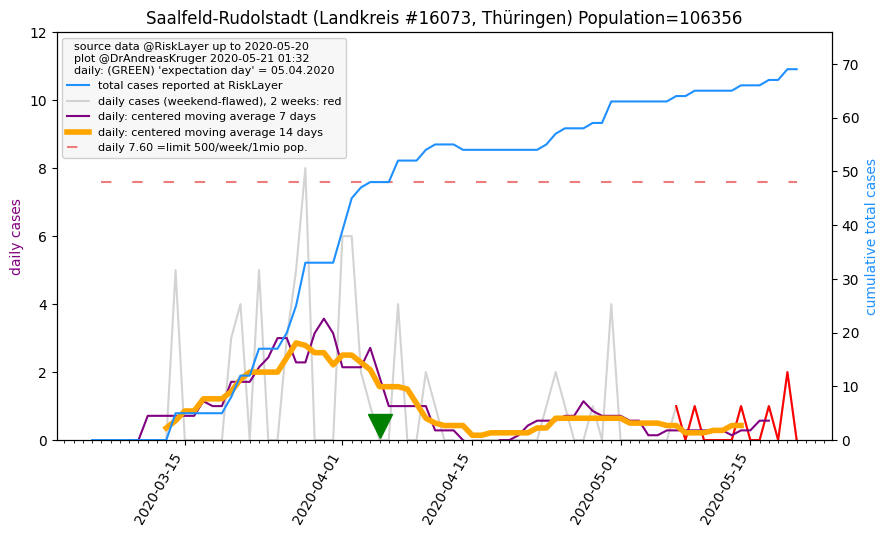 Saalfeld-Rudolstadt (Landkreis #16073, Thüringen) Population=106356
source data @RiskLayer up to 2020-05-20
plot @DrAndreasKruger 2020-05-21 01:32
daily: (GREEN) 'expectation day' = 05.04.2020
total cases reported at RiskLayer
daily cases (weekend-flawed), 2 weeks: red
daily: centered moving average 7 days
daily: centered moving average 14 days
daily 7.60 =limit 500/week/1mio pop.
daily cases
12
10
8
6
4
2
0
cumulative total cases
70
60
50
40
30
20
10
0
2020-03-15
2020-04-01
2020-04-15
2020-05-01
2020-05-15